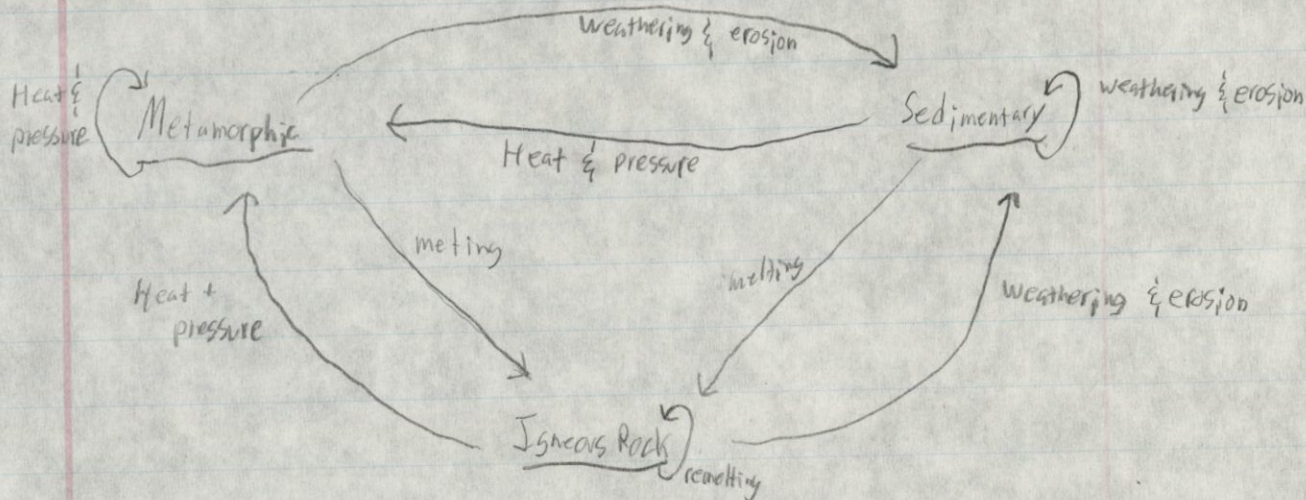 Weathering & erosion
Heat &
pressure
Metamorphic
Sedimentary
weathering & erosion
Heat & pressure
meting
melting
Heat +
pressure
Weathering & erosion
Igneous Rock
remelting